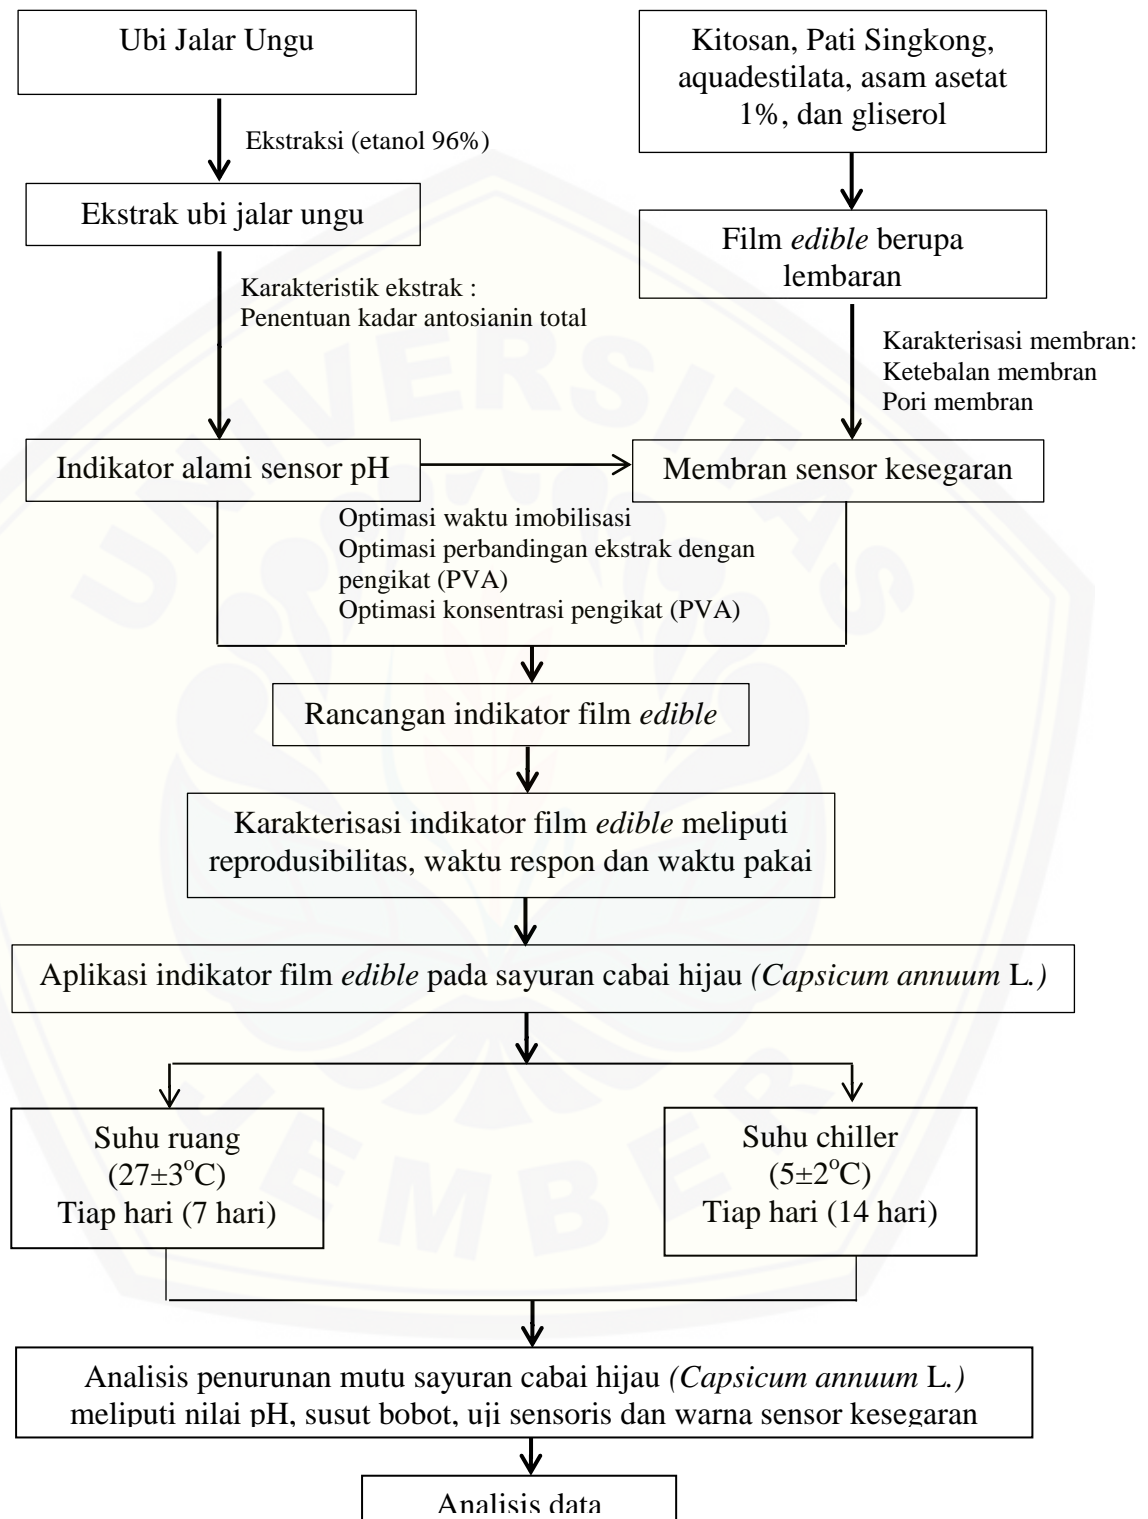 Ubi Jalar Ungu
Kitosan, Pati Singkong,
aquadestilata, asam asetat
1%, dan gliserol
Ekstraksi (etanol 96%)
Ekstrak ubi jalar ungu
Film edible berupa
lembaran
Karakteristik ekstrak :
Penentuan kadar antosianin total
Karakterisasi membran:
Ketebalan membran
Pori membran
Indikator alami sensor pH
Membran sensor kesegaran
Optimasi waktu imobilisasi
Optimasi perbandingan ekstrak dengan
pengikat (PVA)
Optimasi konsentrasi pengikat (PVA)
Rancangan indikator film edible
Karakterisasi indikator film edible meliputi
reprodusibilitas, waktu respon dan waktu pakai
Aplikasi indikator film edible pada sayuran cabai hijau (Capsicum annuum L.)
Suhu ruang
(27±3°C)
Tiap hari (7 hari)
Suhu chiller
(5±2°C)
Tiap hari (14 hari)
Analisis penurunan mutu sayuran cabai hijau (Capsicum annuum L.)
meliputi nilai pH, susut bobot, uji sensoris dan warna sensor kesegaran
Analisis data
UNIVERSITAS
JEMBER